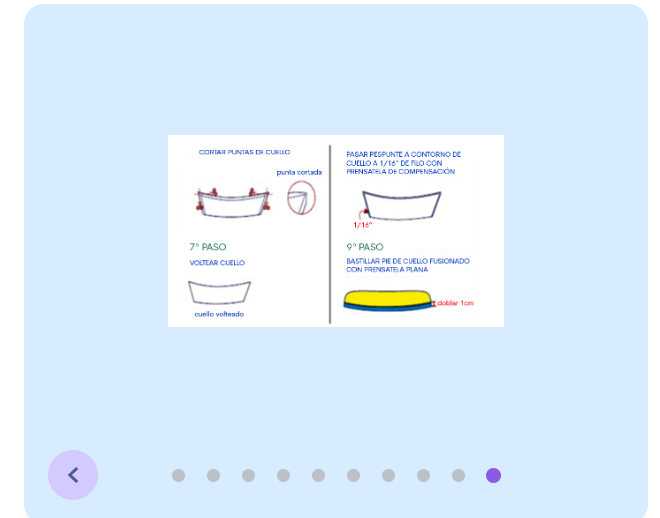 CORTAR PUNTAS DE CUELLO
punta cortada
7° PASO
VOLTEAR CUELLO
cuello volteado
PASAR PESPUNTE A CONTORNO DE
CUELLO A 1/16" DE FILO CON
PRENSATELA DE COMPENSACIÓN
1/16"
9° PASO
BASTILLAR PIE DE CUELLO FUSIONADO
CON PRENSATELA PLANA
doblar 1cm